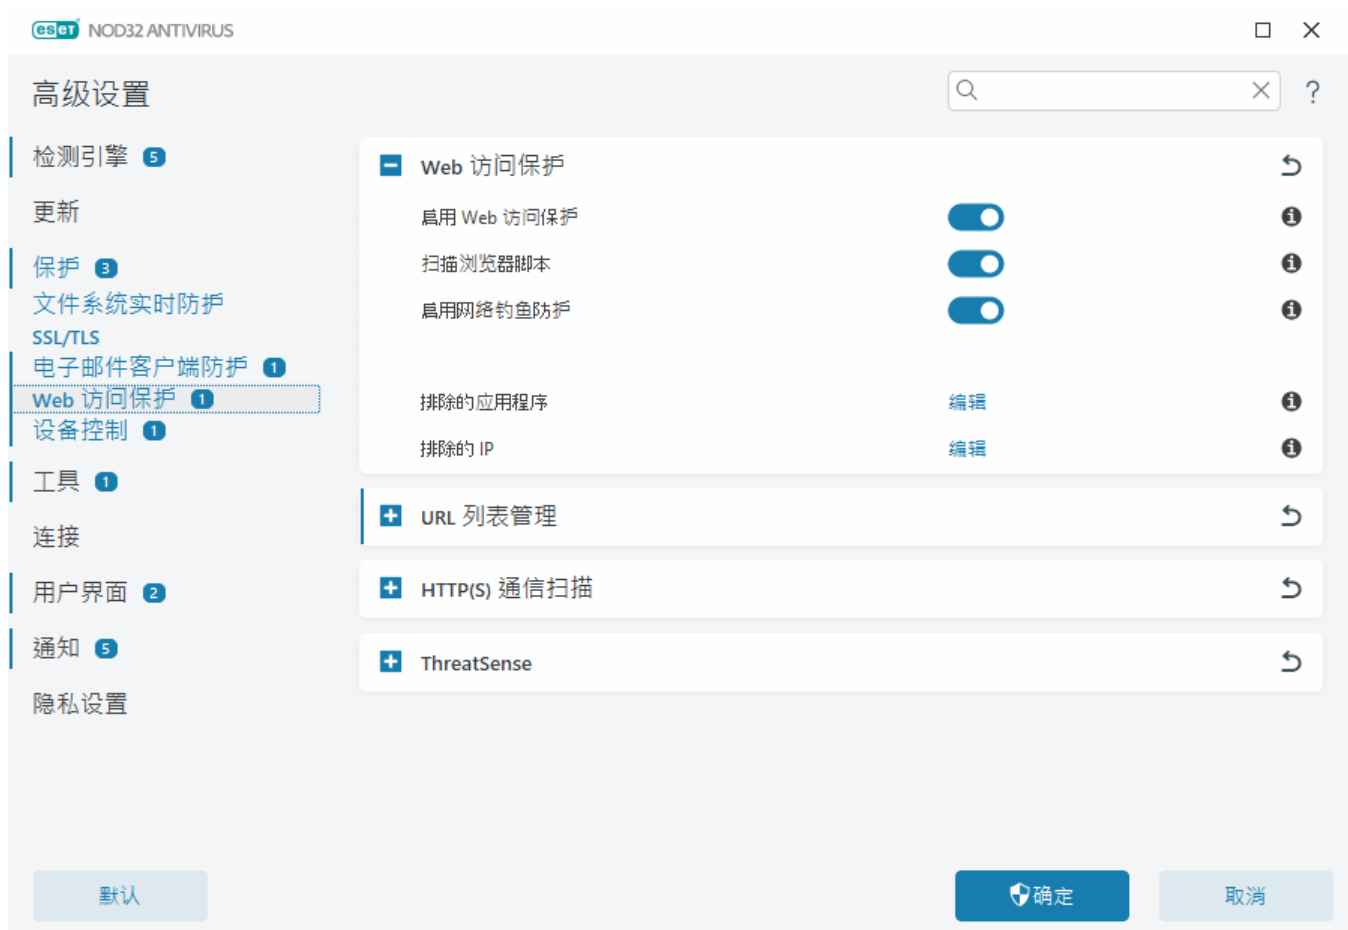 eset NOD32 ANTIVIRUS
高级设置
?
检测引擎 5
更新
保护 3
文件系统实时防护
SSL/TLS
电子邮件客户端防护 1
Web 访问保护 1
设备控制 1
工具 1
连接
用户界面 2
通知 5
隐私设置
Web 访问保护
启用 Web 访问保护
扫描浏览器脚本
启用网络钓鱼防护
排除的应用程序 编辑
排除的 IP 编辑
URL 列表管理
HTTP(S) 通信扫描
ThreatSense
默认
确定
取消